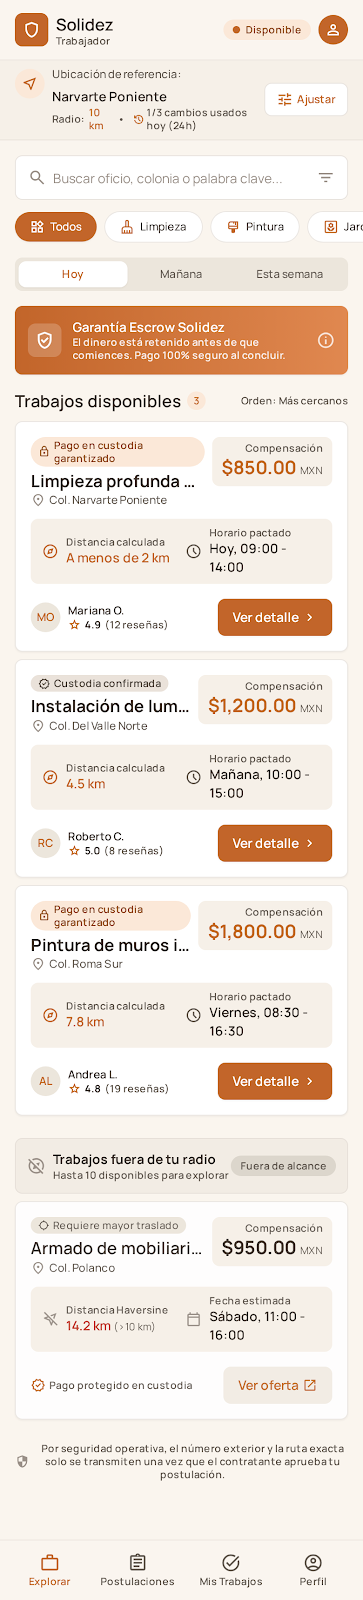 Solidez
Trabajador
Disponible
Ubicación de referencia:
Narvarte Poniente
Radio: 10 km • 1/3 cambios usados hoy (24h)
Ajustar
Buscar oficio, colonia o palabra clave...
Todos
Limpieza
Pintura
Jard
Hoy
Mañana
Esta semana
Garantía Escrow Solidez
El dinero está retenido antes de que
comiences. Pago 100% seguro al concluir.
Trabajos disponibles 3
Orden: Más cercanos
Pago en custodia
garantizado
Limpieza profunda ...
Col. Narvarte Poniente
Compensación
$850.00 MXN
Distancia calculada
A menos de 2 km
Horario pactado
Hoy, 09:00 -
14:00
MO
Mariana O.
4.9 (12 reseñas)
Ver detalle
Custodia confirmada
Instalación de lum...
Col. Del Valle Norte
Compensación
$1,200.00 MXN
Distancia calculada
4.5 km
Horario pactado
Mañana, 10:00 -
15:00
RC
Roberto C.
5.0 (8 reseñas)
Ver detalle
Pago en custodia
garantizado
Pintura de muros i...
Col. Roma Sur
Compensación
$1,800.00 MXN
Distancia calculada
7.8 km
Horario pactado
Viernes, 08:30 -
16:30
AL
Andrea L.
4.8 (19 reseñas)
Ver detalle
Trabajos fuera de tu radio
Hasta 10 disponibles para explorar
Fuera de alcance
Requiere mayor traslado
Armado de mobiliari...
Col. Polanco
Compensación
$950.00 MXN
Distancia Haversine
14.2 km (>10 km)
Fecha estimada
Sábado, 11:00 -
16:00
Pago protegido en custodia
Ver oferta
Por seguridad operativa, el número exterior y la ruta exacta
solo se transmiten una vez que el contratante aprueba tu
postulación.
Explorar
Postulaciones
Mis Trabajos
Perfil